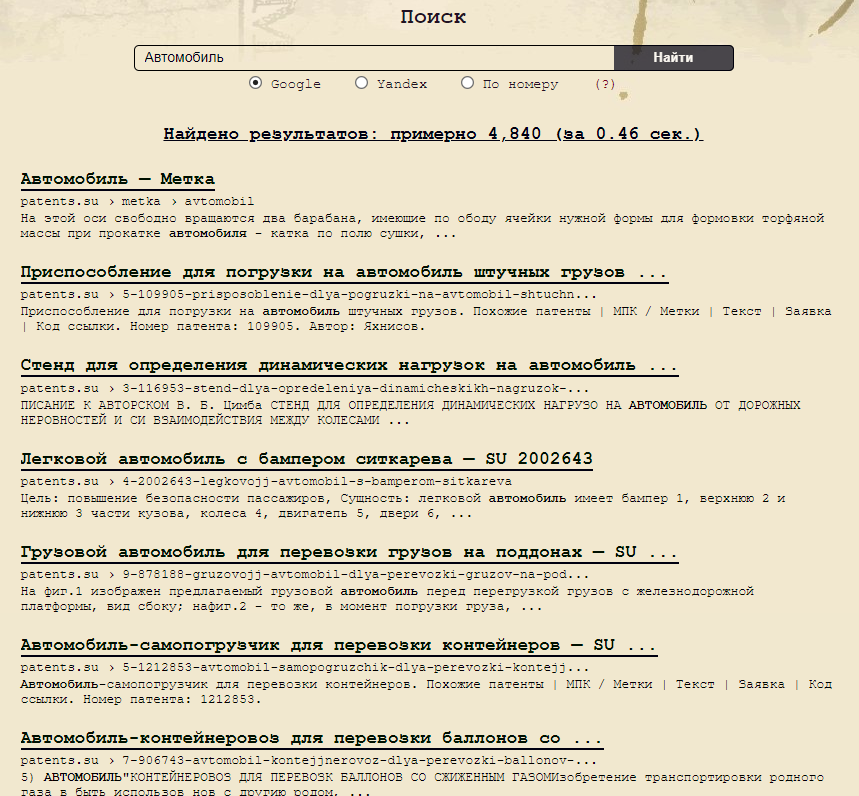 Поиск
Автомобиль
Найти
Google Yandex По номеру (?)
Найдено результатов: примерно 4,840 (за 0.46 сек.)
Автомобиль — Метка
patents.su › metka › avtomobil
На этой оси свободно вращаются два барабана, имеющие по ободу ячейки нужной формы для формовки торфяной
массы при прокатке автомобиля - катка по полю сушки, ...
Приспособление для погрузки на автомобиль штучных грузов ...
patents.su › 5-109905-prisposoblenie-dlya-pogruzki-na-avtomobil-shtuchn...
Приспособление для погрузки на автомобиль штучных грузов. Похожие патенты | МПК / Метки | Текст | Заявка
| Код ссылки. Номер патента: 109905. Автор: Яхнисов.
Стенд для определения динамических нагрузок на автомобиль ...
patents.su › 3-116953-stend-dlya-opredeleniya-dinamicheskikh-nagruzok-...
ПИСАНИЕ К АВТОРСКОМ В. Б. Цимба СТЕНД ДЛЯ ОПРЕДЕЛЕНИЯ ДИНАМИЧЕСКИХ НАГРУЗО НА АВТОМОБИЛЬ ОТ ДОРОЖНЫХ
НЕРОВНОСТЕЙ И СИ ВЗАИМОДЕЙСТВИЯ МЕЖДУ КОЛЕСАМИ ...
Легковой автомобиль с бампером ситкарева — SU 2002643
patents.su › 4-2002643-legkovojj-avtomobil-s-bamperom-sitkareva
Цель: повышение безопасности пассажиров, Сущность: легковой автомобиль имеет бампер 1, верхнюю 2 и
нижнюю 3 части кузова, колеса 4, двигатель 5, двери 6, ...
Грузовой автомобиль для перевозки грузов на поддонах — SU ...
patents.su › 9-878188-gruzovojj-avtomobil-dlya-perevozki-gruzov-na-pod...
На фиг.1 изображен предлагаемый грузовой автомобиль перед перегрузкой грузов с железнодорожной
платформы, вид сбоку; нафиг.2 - то же, в момент погрузки груза, ...
Автомобиль-самопогрузчик для перевозки контейнеров — SU ...
patents.su › 5-1212853-avtomobil-samopogruzchik-dlya-perevozki-kontejj...
Автомобиль-самопогрузчик для перевозки контейнеров. Похожие патенты | МПК / Метки | Текст | Заявка | Код
ссылки. Номер патента: 1212853.
Автомобиль-контейнеровоз для перевозки баллонов со ...
patents.su › 7-906743-avtomobil-kontejjnerovoz-dlya-perevozki-ballonov-...
5) АВТОМОБИЛЬ"КОНТЕЙНЕРОВОЗ ДЛЯ ПЕРЕВОЗК БАЛЛОНОВ СО СЖИЖЕННЫМ ГАЗОМИзобретение транспортировки родного
газа в быть использов нов с другию родом, ...